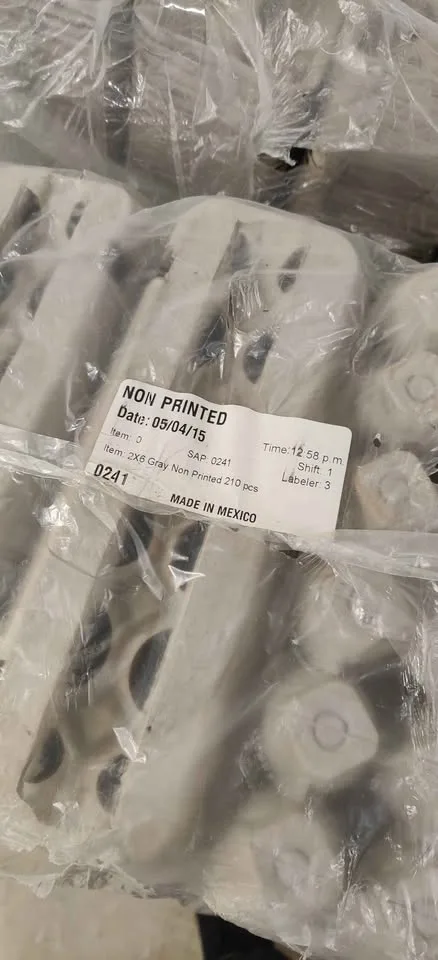 NON PRINTED
Date: 05/04/15
Time: 12:58 p.m.
Item: 0
SAP: 0241
Shift: 1
Item: 2X6 Gray Non Printed 210 pcs
Labeler: 3
0241
MADE IN MEXICO